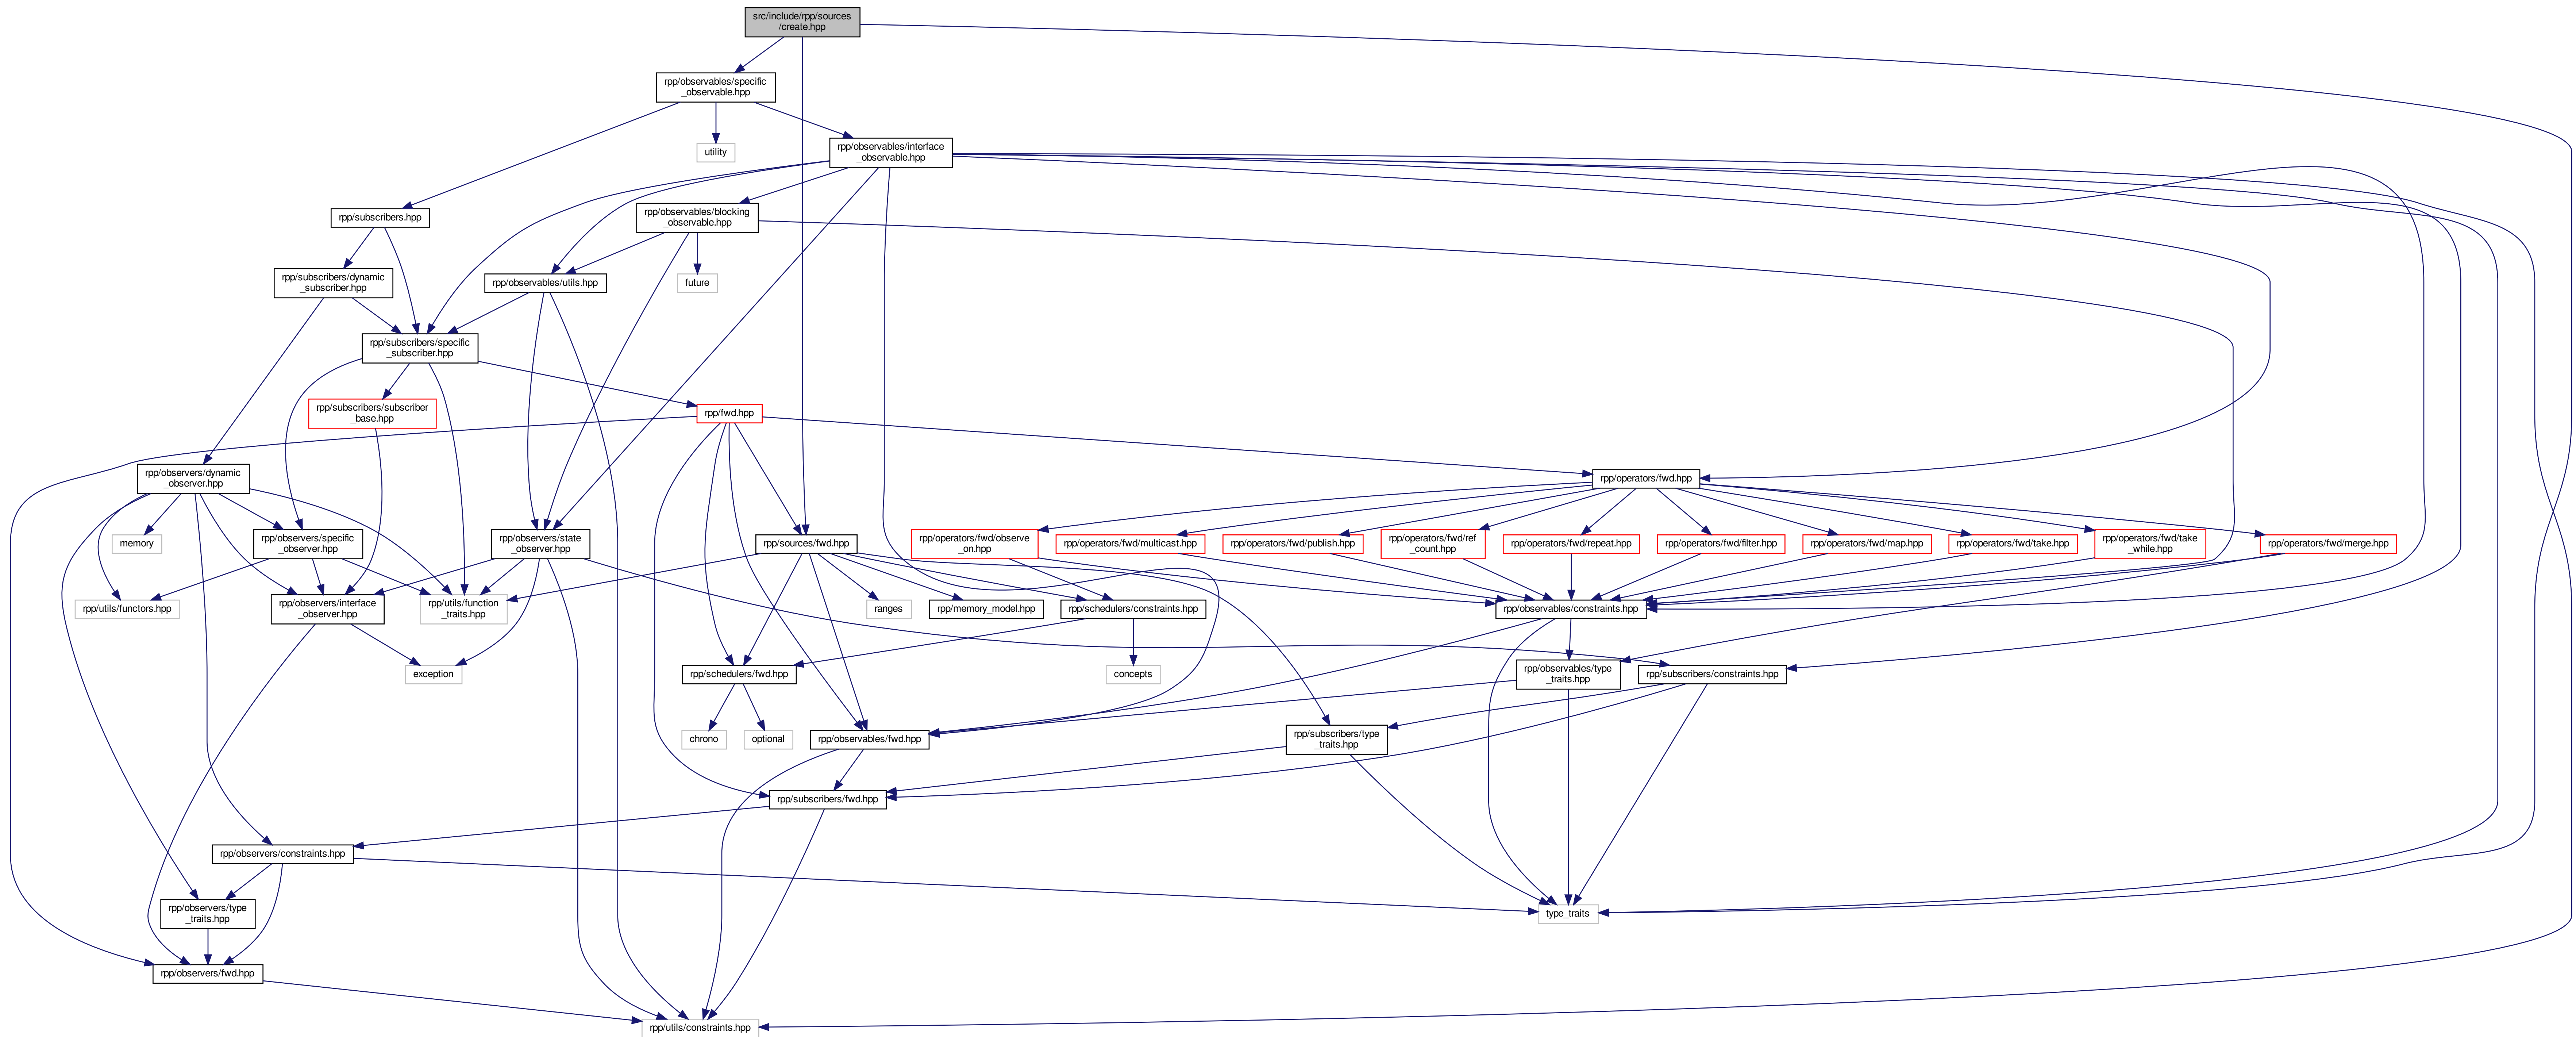 src/include/rpp/sources
/create.hpp
rpp/observables/specific
_observable.hpp
utility
rpp/observables/interface
_observable.hpp
rpp/subscribers.hpp
rpp/observables/blocking
_observable.hpp
rpp/subscribers/dynamic
_subscriber.hpp
rpp/observables/utils.hpp
future
rpp/subscribers/specific
_subscriber.hpp
rpp/subscribers/subscriber
_base.hpp
rpp/fwd.hpp
rpp/observers/dynamic
_observer.hpp
rpp/operators/fwd.hpp
memory
rpp/observers/specific
_observer.hpp
rpp/observers/state
_observer.hpp
rpp/sources/fwd.hpp
rpp/operators/fwd/observe
_on.hpp
rpp/operators/fwd/multicast.hpp
rpp/operators/fwd/publish.hpp
rpp/operators/fwd/ref
_count.hpp
rpp/operators/fwd/repeat.hpp
rpp/operators/fwd/filter.hpp
rpp/operators/fwd/map.hpp
rpp/operators/fwd/take.hpp
rpp/operators/fwd/take
_while.hpp
rpp/operators/fwd/merge.hpp
rpp/utils/functors.hpp
rpp/observers/interface
_observer.hpp
rpp/utils/function
_traits.hpp
ranges
rpp/memory_model.hpp
rpp/schedulers/constraints.hpp
rpp/observables/constraints.hpp
exception
rpp/schedulers/fwd.hpp
concepts
rpp/observables/type
_traits.hpp
rpp/subscribers/constraints.hpp
chrono
optional
rpp/observables/fwd.hpp
rpp/subscribers/type
_traits.hpp
rpp/subscribers/fwd.hpp
rpp/observers/constraints.hpp
rpp/observers/type
_traits.hpp
type_traits
rpp/observers/fwd.hpp
rpp/utils/constraints.hpp